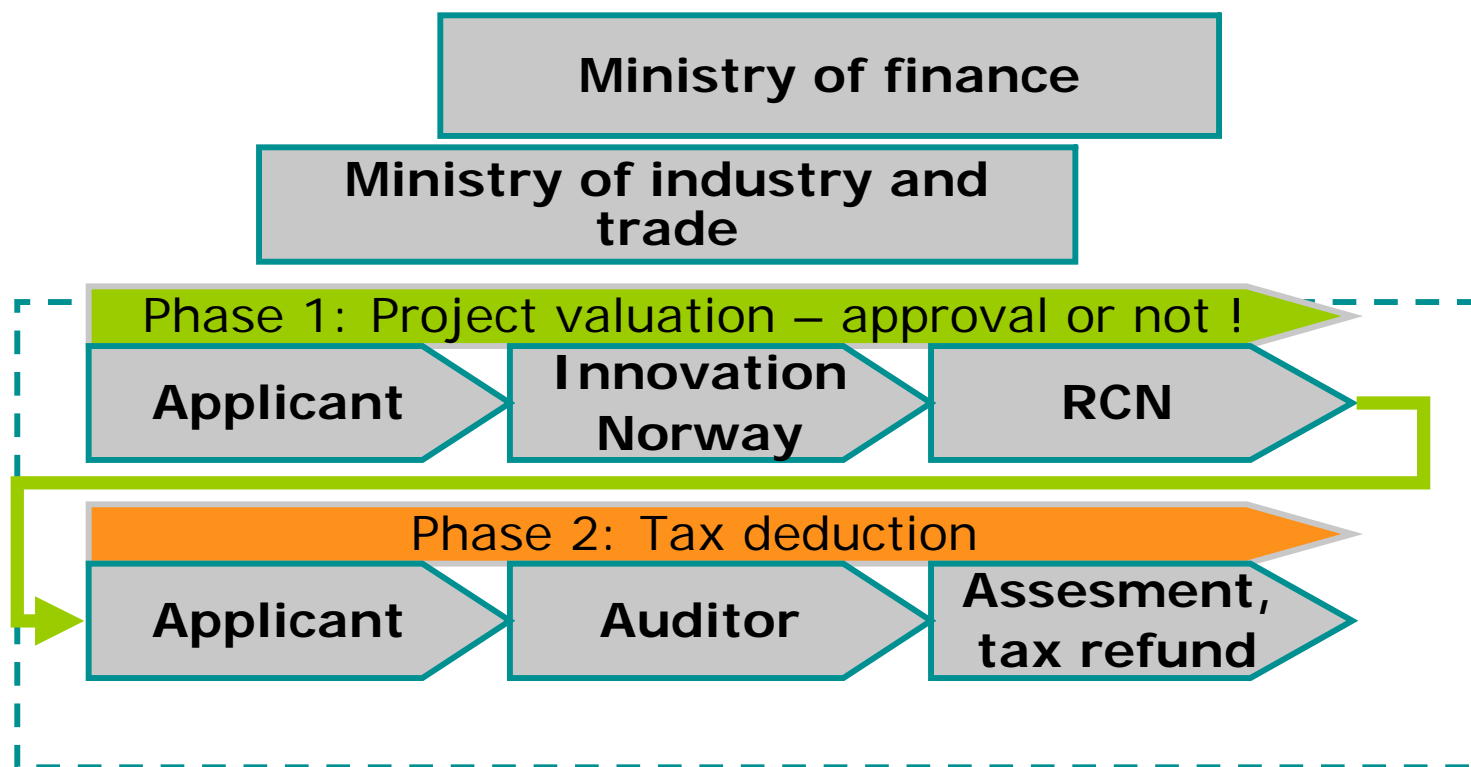 Ministry of finance
Ministry of industry and
trade
Phase 1: Project valuation – approval or not !
Applicant
Innovation
Norway
RCN
Phase 2: Tax deduction
Applicant
Auditor
Assesment,
tax refund